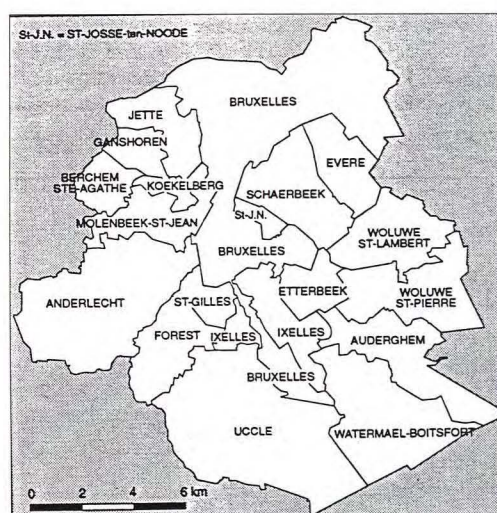 St-J.N. = ST-JOSSE-ten-NOODE
BRUXELLES
JETTE
GANSHOREN
EVERE
BERCHEM
STE-AGATHE
KOEKELBERG
SCHAERBEEK
St-J.N.
MOLENBEEK-ST-JEAN
WOLUWE
ST-LAMBERT
BRUXELLES
ETTERBEEK
WOLUWE
ST-PIERRE
ANDERLECHT
ST-GILLES
FOREST
IXELLES
IXELLES
AUDERGHEM
BRUXELLES
UCCLE
WATERMAEL-BOITSFORT
0 2 4 6 km